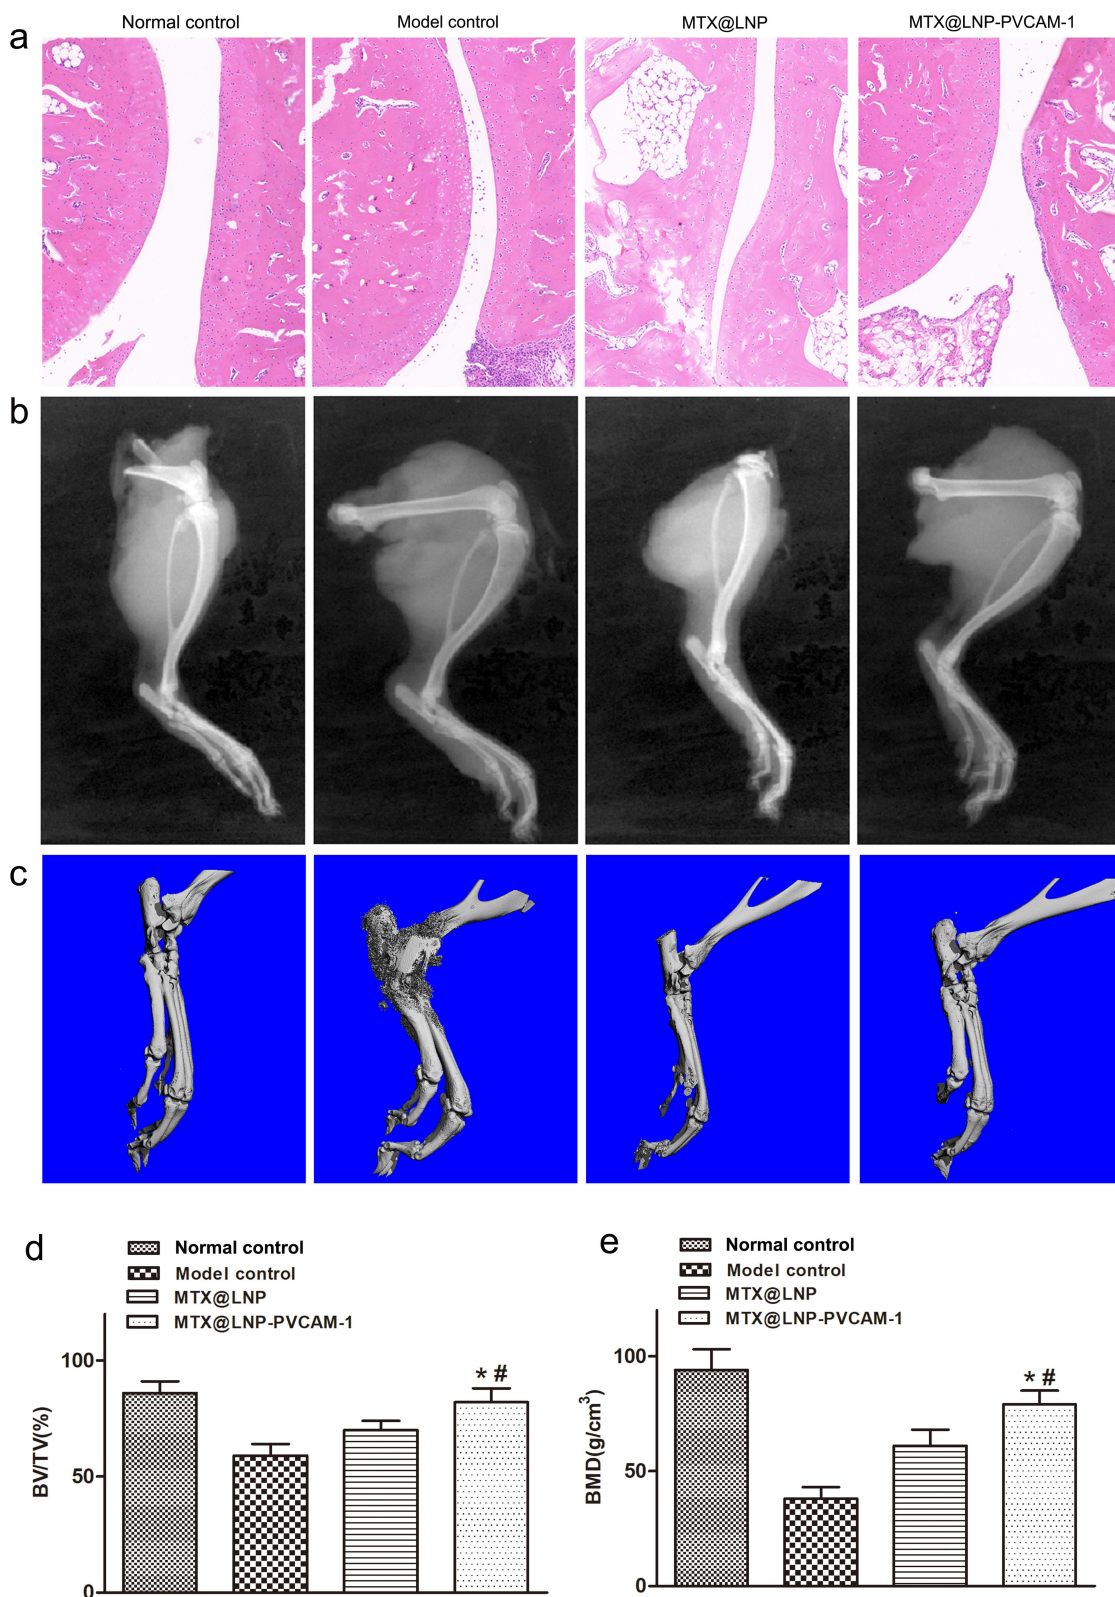 Normal control
Model control
MTX@LNP
MTX@LNP-PVCAM-1
a
b
c
d
Normal control
Model control
MTX@LNP
MTX@LNP-PVCAM-1
BV/TV(%)
100
50
0
* #
e
Normal control
Model control
MTX@LNP
MTX@LNP-PVCAM-1
BMD(g/cm³)
100
50
0
* #